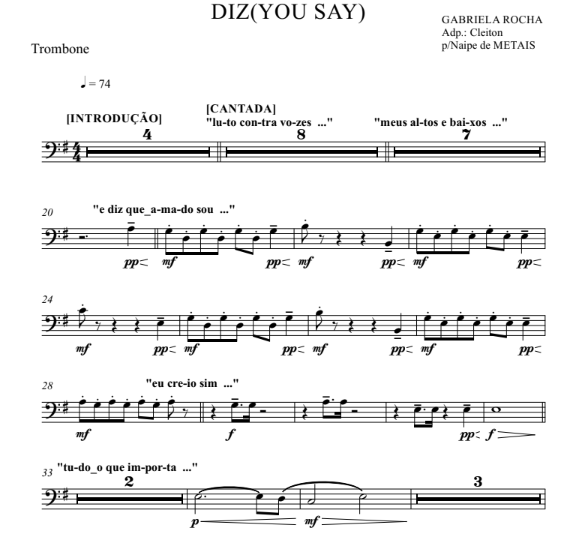 DIZ(YOU SAY)
GABRIELA ROCHA
Adp.: Cleiton
p/Naipe de METAIS
Trombone
♩ = 74
[INTRODUÇÃO]
[CANTADA]
"lu-to con-tra vo-zes ..."
"meus al-tos e bai-xos ..."
4 8 7
20 "e diz que_a-ma-do sou ..."
pp mf pp mf pp mf pp
24
mf pp mf pp mf pp mf pp
28 "eu cre-io sim ..."
mf f pp f
33 "tu-do_o que im-por-ta ..."
2 3
p mf